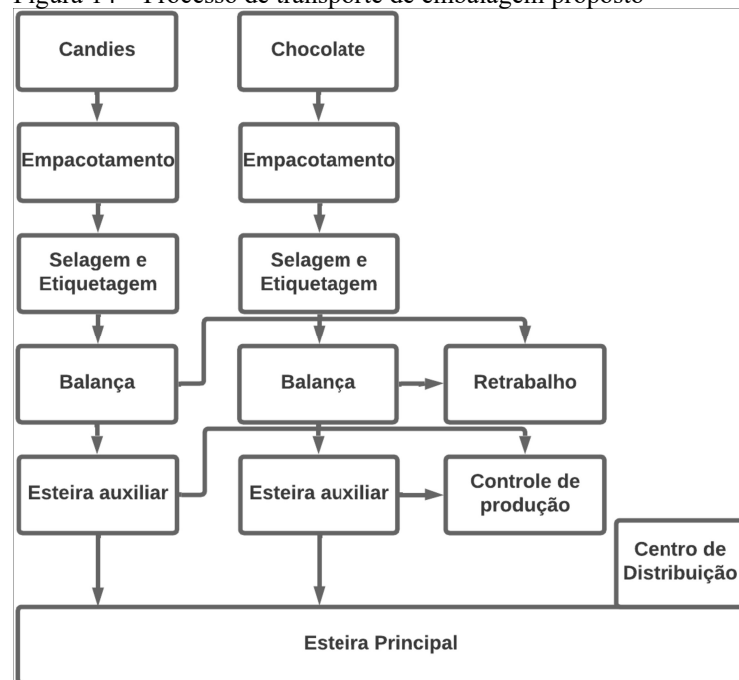 Figura 14 – Processo de transporte de embalagem proposto
Candies
Chocolate
Empacotamento
Empacotamento
Selagem e
Etiquetagem
Selagem e
Etiquetagem
Balança
Balança
Retrabalho
Esteira auxiliar
Esteira auxiliar
Controle de
produção
Centro de
Distribuição
Esteira Principal